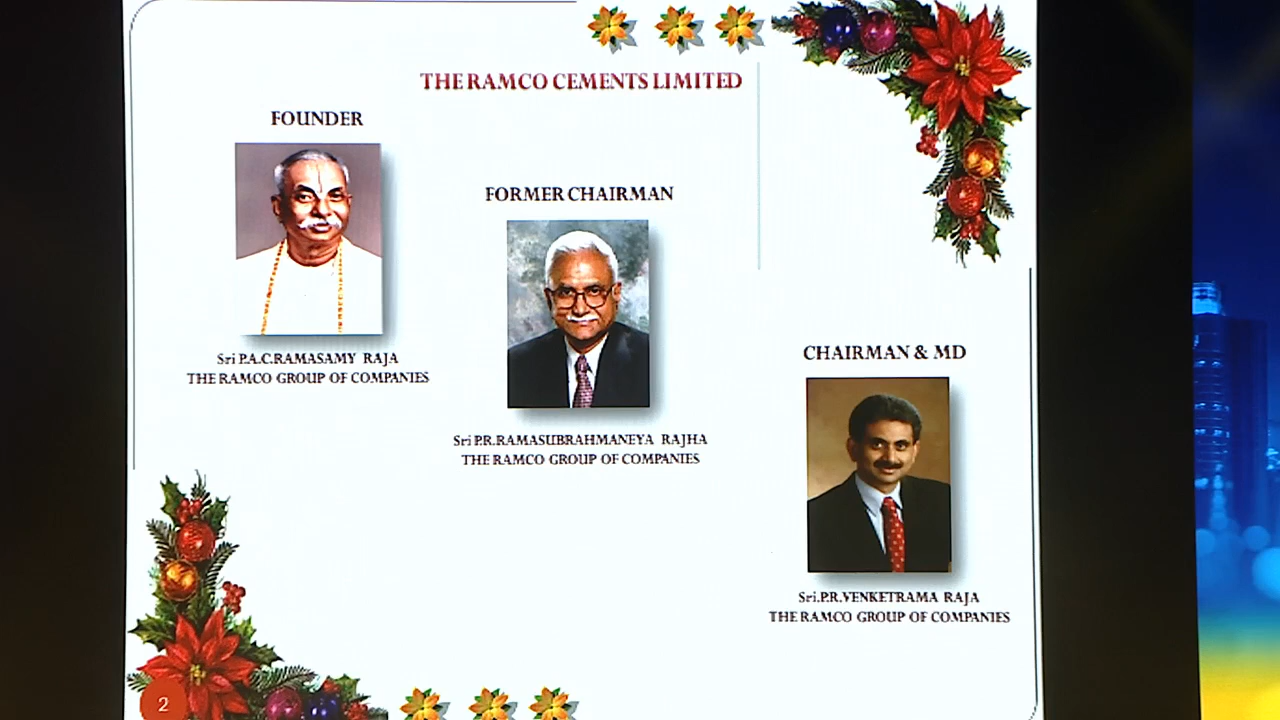 THE RAMCO CEMENTS LIMITED
FOUNDER
Sri P.A.C.RAMASAMY RAJA
THE RAMCO GROUP OF COMPANIES
FORMER CHAIRMAN
Sri P.R.RAMASUBRAHMANEYA RAJHA
THE RAMCO GROUP OF COMPANIES
CHAIRMAN & MD
Sri.P.R.VENKETRAMA RAJA
THE RAMCO GROUP OF COMPANIES
2